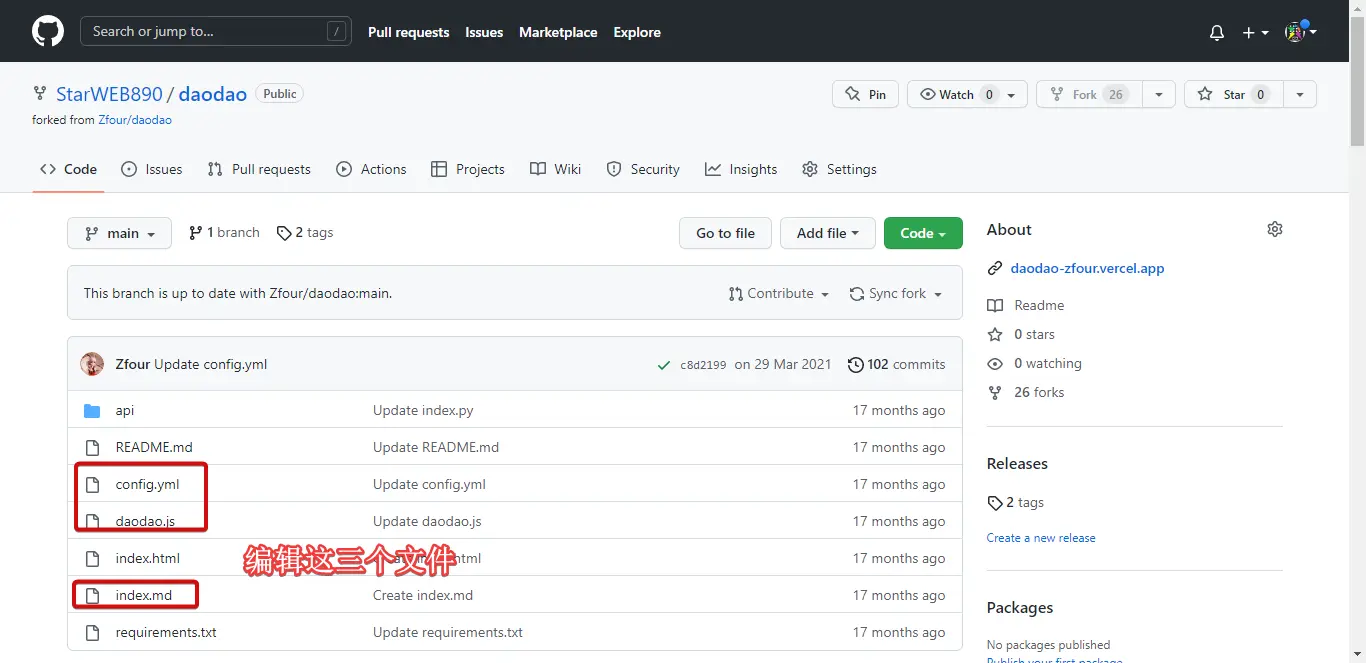 Search or jump to... /
Pull requests Issues Marketplace Explore
StarWEB890 / daodao Public
Pin Watch 0 Fork 26 Star 0
forked from Zfour/daodao
Code Issues Pull requests Actions Projects Wiki Security Insights Settings
main 1 branch 2 tags Go to file Add file Code
This branch is up to date with Zfour/daodao:main. Contribute Sync fork
Zfour Update config.yml c8d2199 on 29 Mar 2021 102 commits
api Update index.py 17 months ago
README.md Update README.md 17 months ago
config.yml Update config.yml 17 months ago
daodao.js Update daodao.js 17 months ago
index.html html 17 months ago
编辑这三个文件
index.md Create index.md 17 months ago
requirements.txt Update requirements.txt 17 months ago
About
daodao-zfour.vercel.app
Readme
0 stars
0 watching
26 forks
Releases
2 tags
Create a new release
Packages
No packages published
Publish your first package